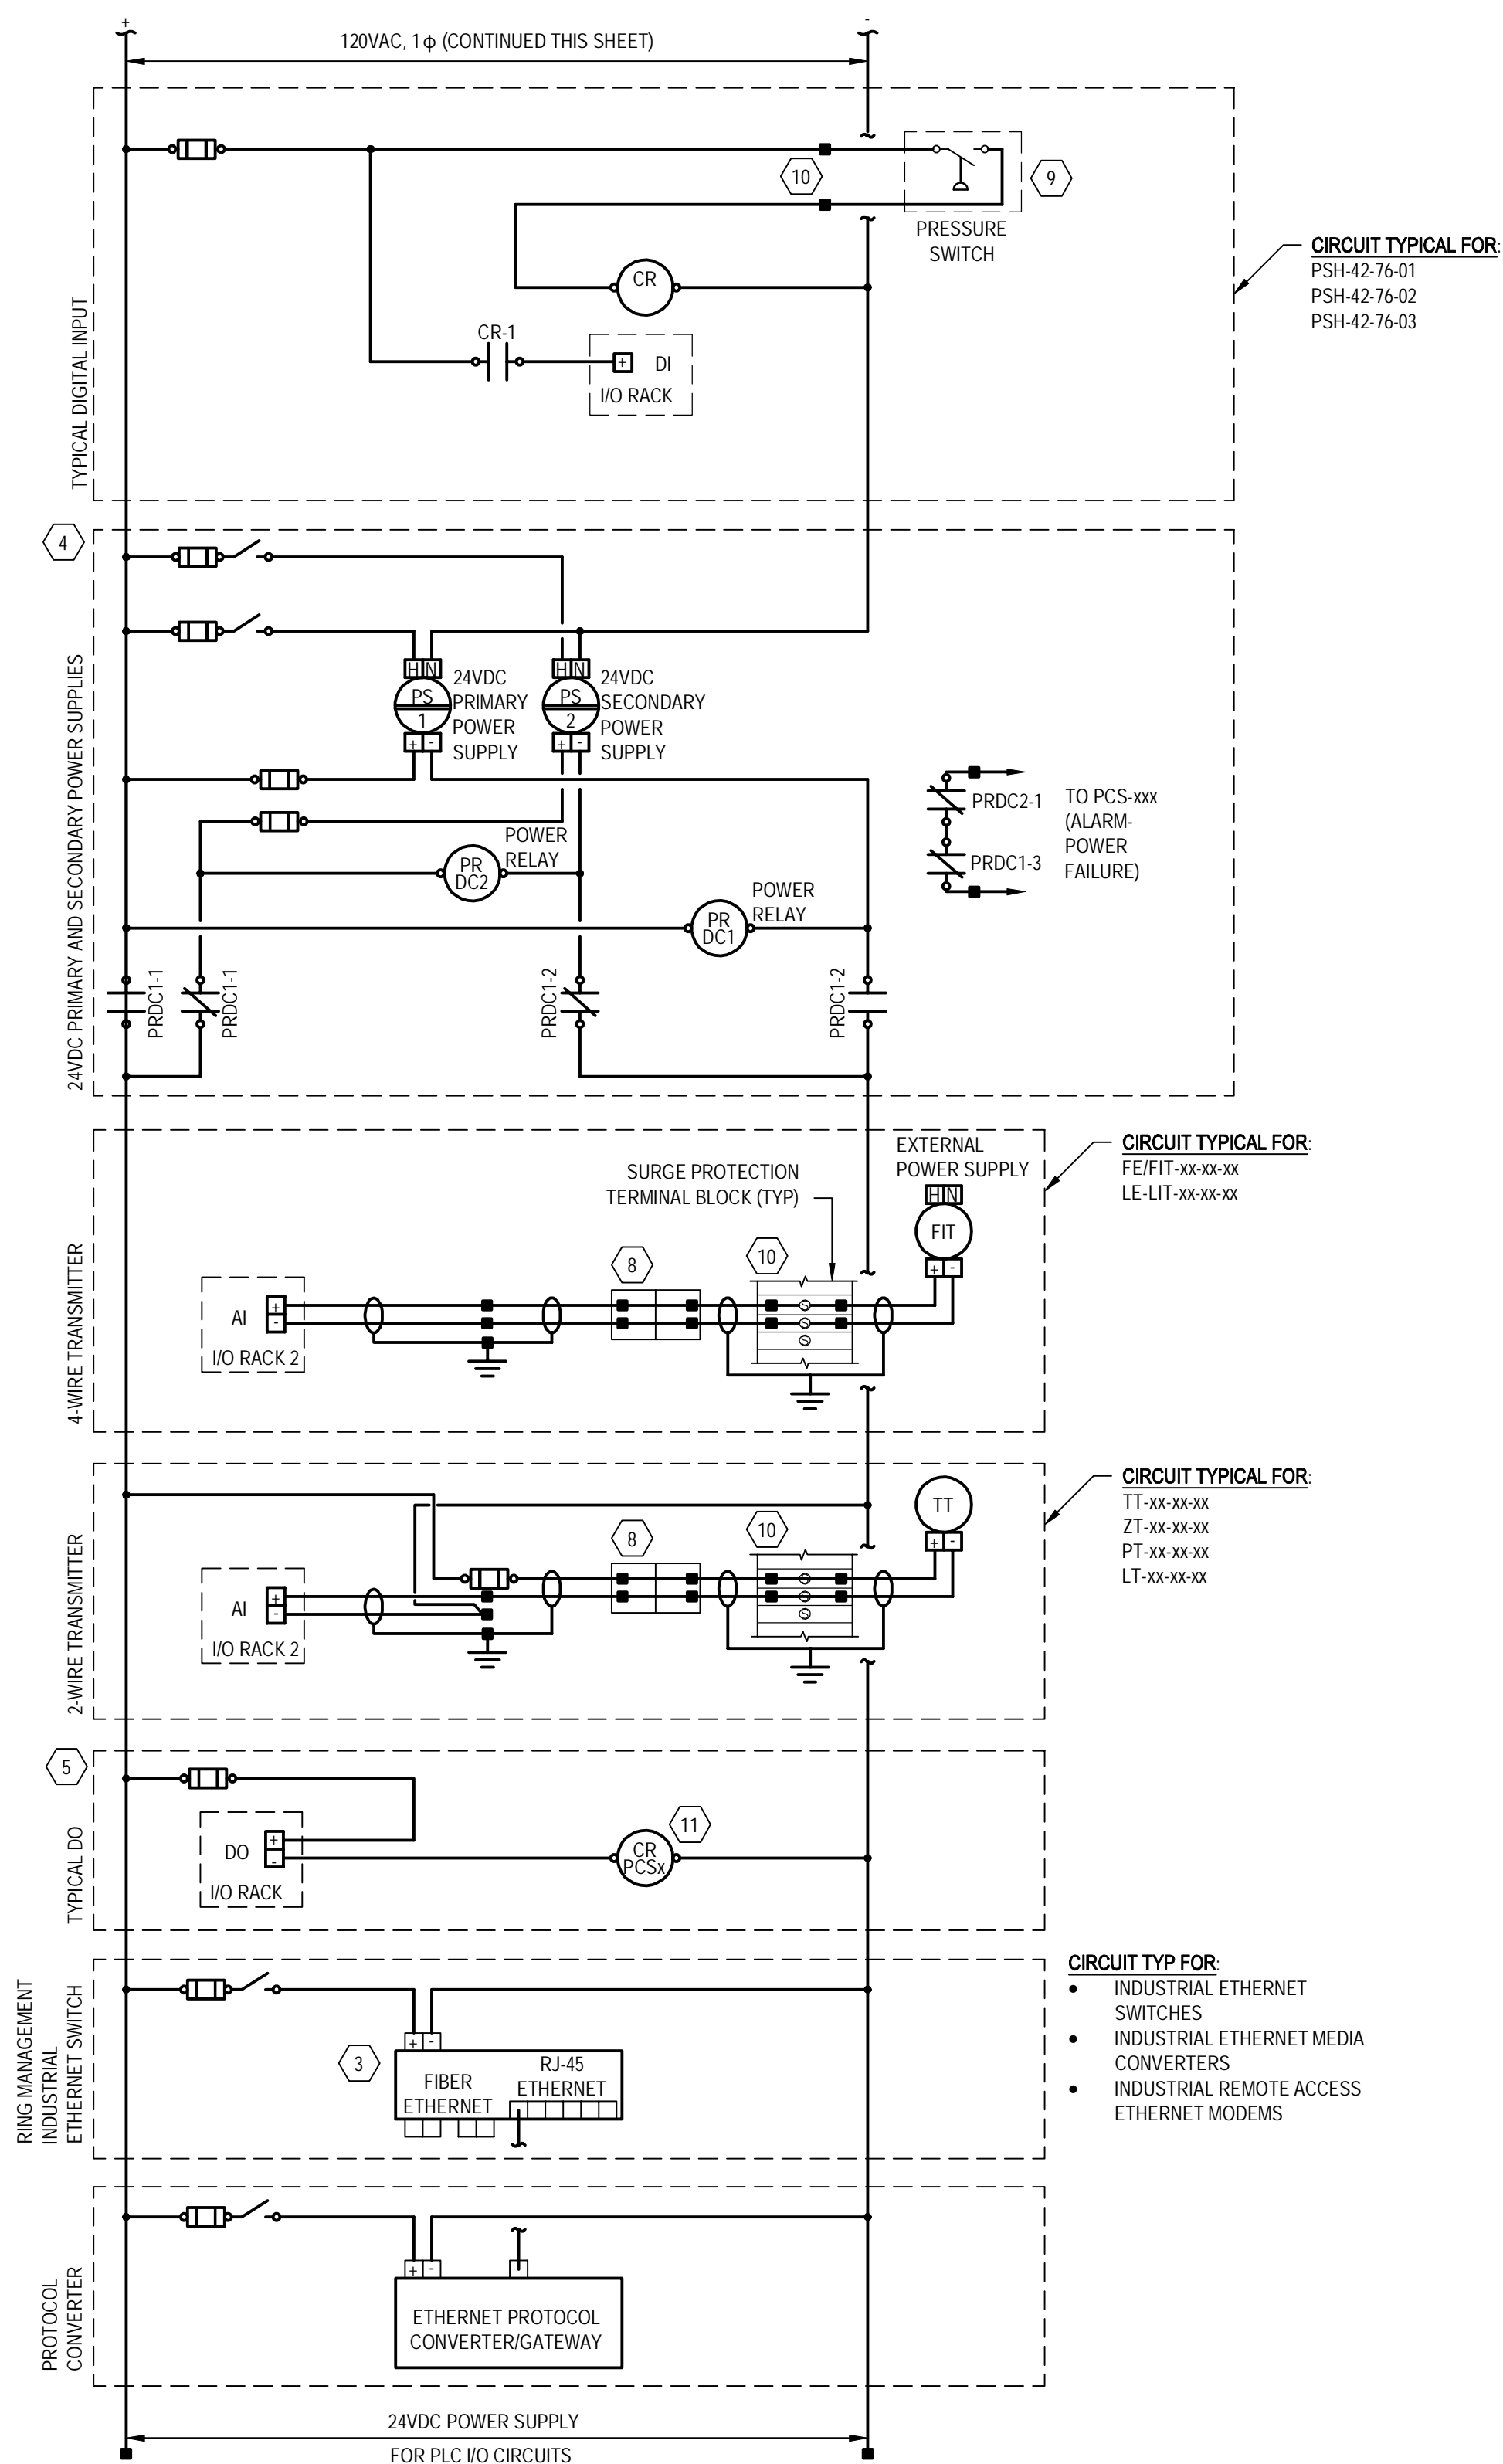 +
-
120VAC, 1ϕ (CONTINUED THIS SHEET)
TYPICAL DIGITAL INPUT
10
9
PRESSURE
SWITCH
CIRCUIT TYPICAL FOR:
PSH-42-76-01
PSH-42-76-02
PSH-42-76-03
CR
CR-1
+
DI
I/O RACK
4
24VDC PRIMARY AND SECONDARY POWER SUPPLIES
H N
PS
1
+ -
24VDC
PRIMARY
POWER
SUPPLY
H N
PS
2
+ -
24VDC
SECONDARY
POWER
SUPPLY
PRDC2-1
PRDC1-3
TO PCS-xxx
(ALARM-
POWER
FAILURE)
PR
DC2
POWER
RELAY
PR
DC1
POWER
RELAY
PRDC1-1
PRDC1-1
PRDC1-2
PRDC1-2
4-WIRE TRANSMITTER
SURGE PROTECTION
TERMINAL BLOCK (TYP)
EXTERNAL
POWER SUPPLY
H N
FIT
+ -
CIRCUIT TYPICAL FOR:
FE/FIT-xx-xx-xx
LE-LIT-xx-xx-xx
8
10
AI
+
-
I/O RACK 2
S
S
S
2-WIRE TRANSMITTER
TT
+ -
CIRCUIT TYPICAL FOR:
TT-xx-xx-xx
ZT-xx-xx-xx
PT-xx-xx-xx
LT-xx-xx-xx
8
10
AI
+
-
I/O RACK 2
S
S
S
5
TYPICAL DO
DO
+
-
I/O RACK
CR
PCSx
11
RING MANAGEMENT
INDUSTRIAL
ETHERNET SWITCH
3
+ -
FIBER
ETHERNET
RJ-45
ETHERNET
CIRCUIT TYP FOR:
● INDUSTRIAL ETHERNET
SWITCHES
● INDUSTRIAL ETHERNET MEDIA
CONVERTERS
● INDUSTRIAL REMOTE ACCESS
ETHERNET MODEMS
PROTOCOL
CONVERTER
+ -
ETHERNET PROTOCOL
CONVERTER/GATEWAY
24VDC POWER SUPPLY
FOR PLC I/O CIRCUITS